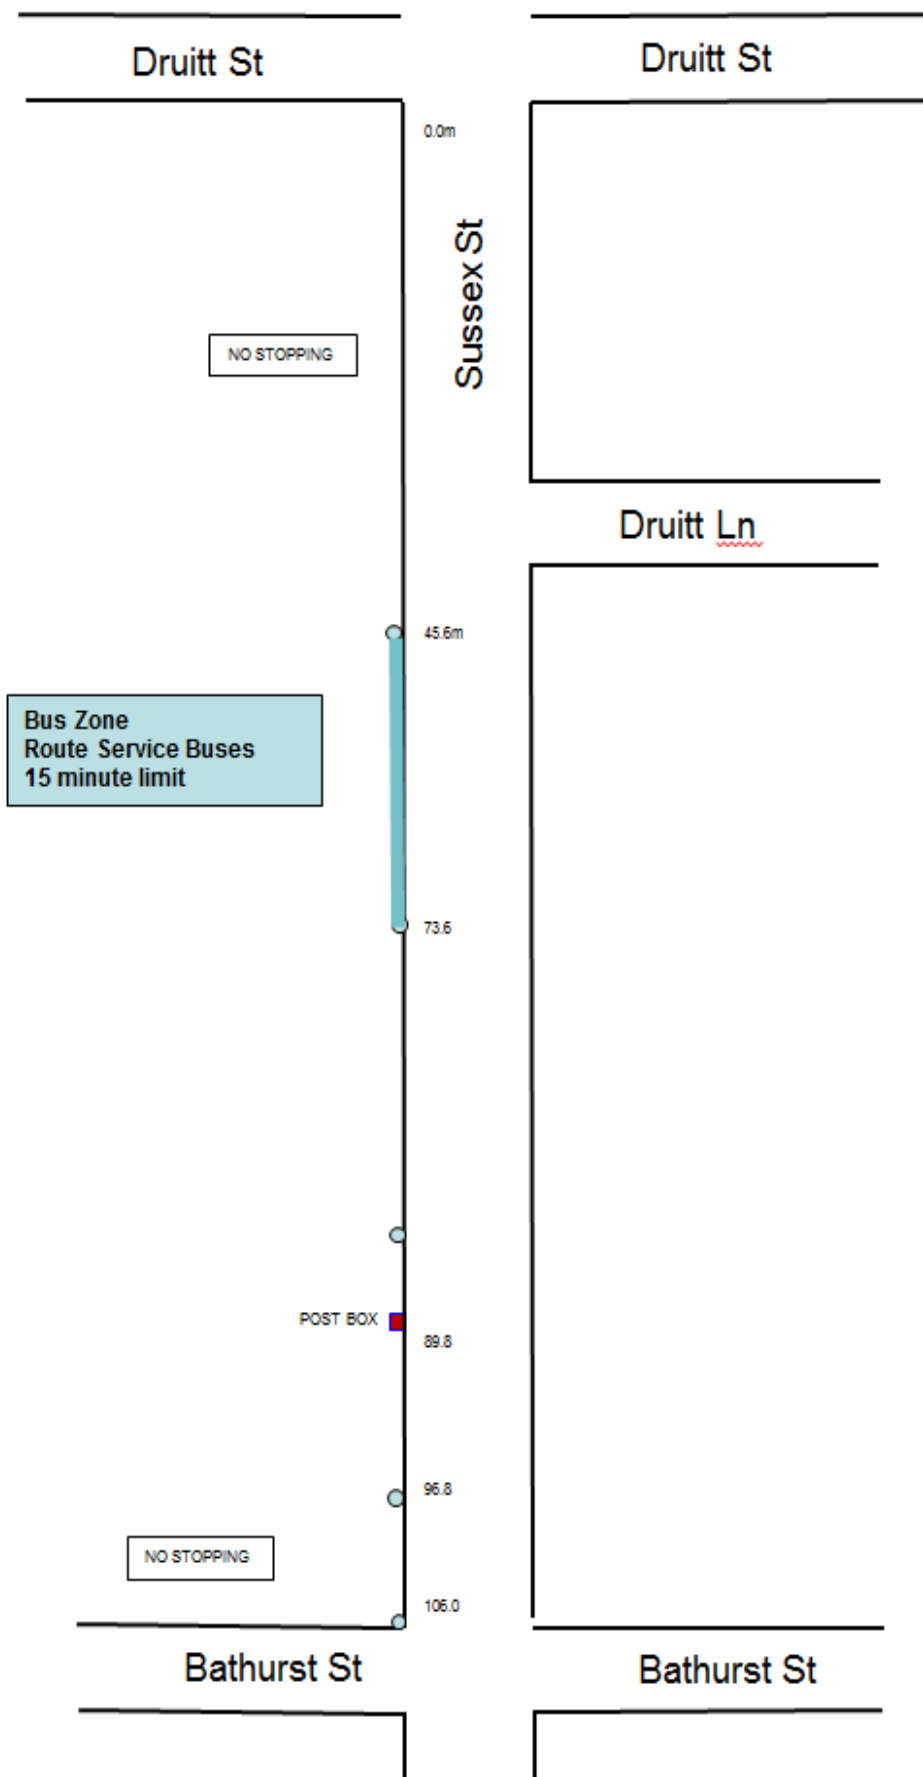 Druitt St
Druitt St
0.0m
Sussex St
NO STOPPING
Druitt Ln
45.6m
Bus Zone
Route Service Buses
15 minute limit
73.6
POST BOX
89.8
96.8
NO STOPPING
106.0
Bathurst St
Bathurst St